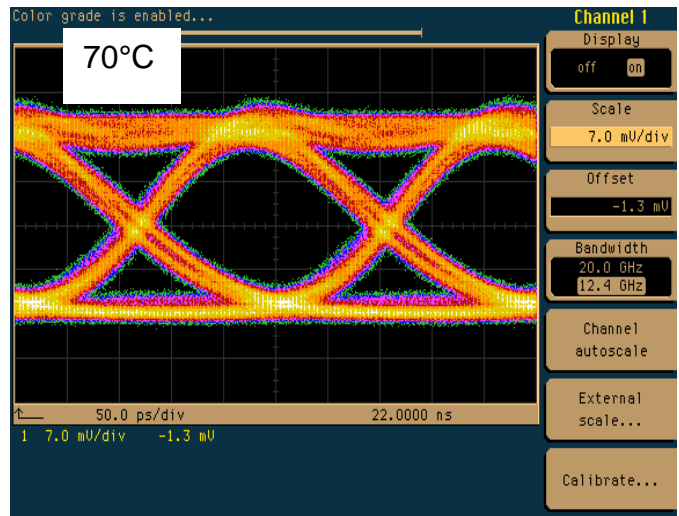 Color grade is enabled...
70°C
Channel 1
Display
off on
Scale
7.0 mV/div
Offset
-1.3 mV
Bandwidth
20.0 GHz
12.4 GHz
Channel
autoscale
External
scale...
Calibrate...
50.0 ps/div 22.0000 ns
1 7.0 mV/div -1.3 mV